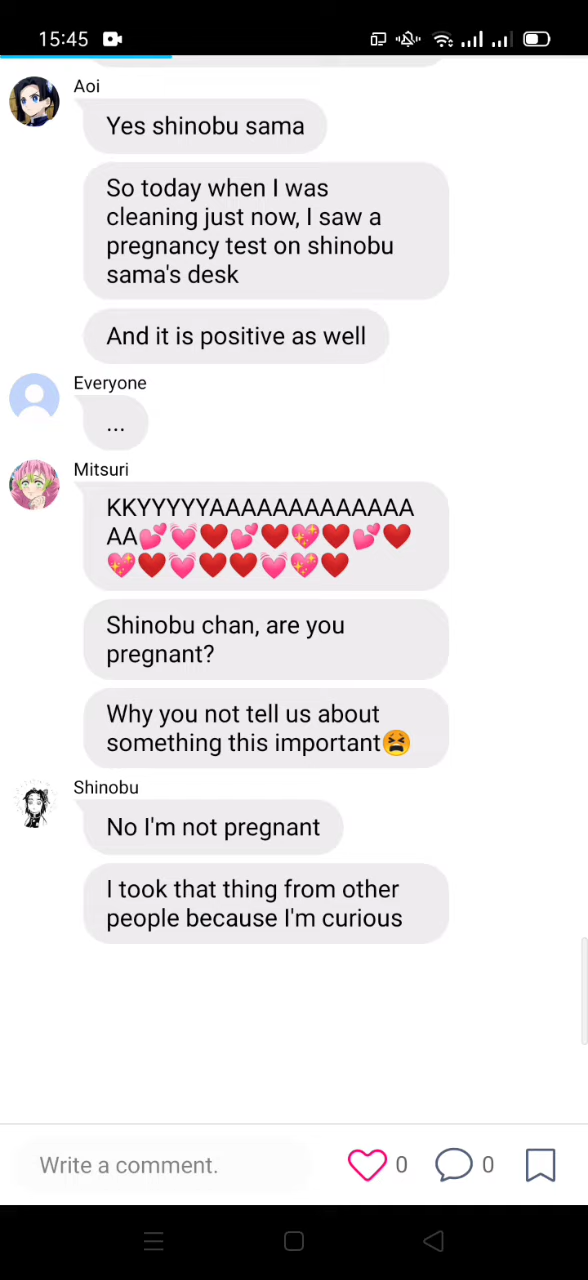 15:45
Aoi
Yes shinobu sama
So today when I was
cleaning just now, I saw a
pregnancy test on shinobu
sama's desk
And it is positive as well
Everyone
...
Mitsuri
KKYYYYYAAAAAAAAAAAAAA
AA💕💓❤️💕❤️💖❤️💕❤️
💖❤️💓❤️❤️💓💖❤️
Shinobu chan, are you
pregnant?
Why you not tell us about
something this important😫
Shinobu
No I'm not pregnant
I took that thing from other
people because I'm curious
Write a comment.
0
0